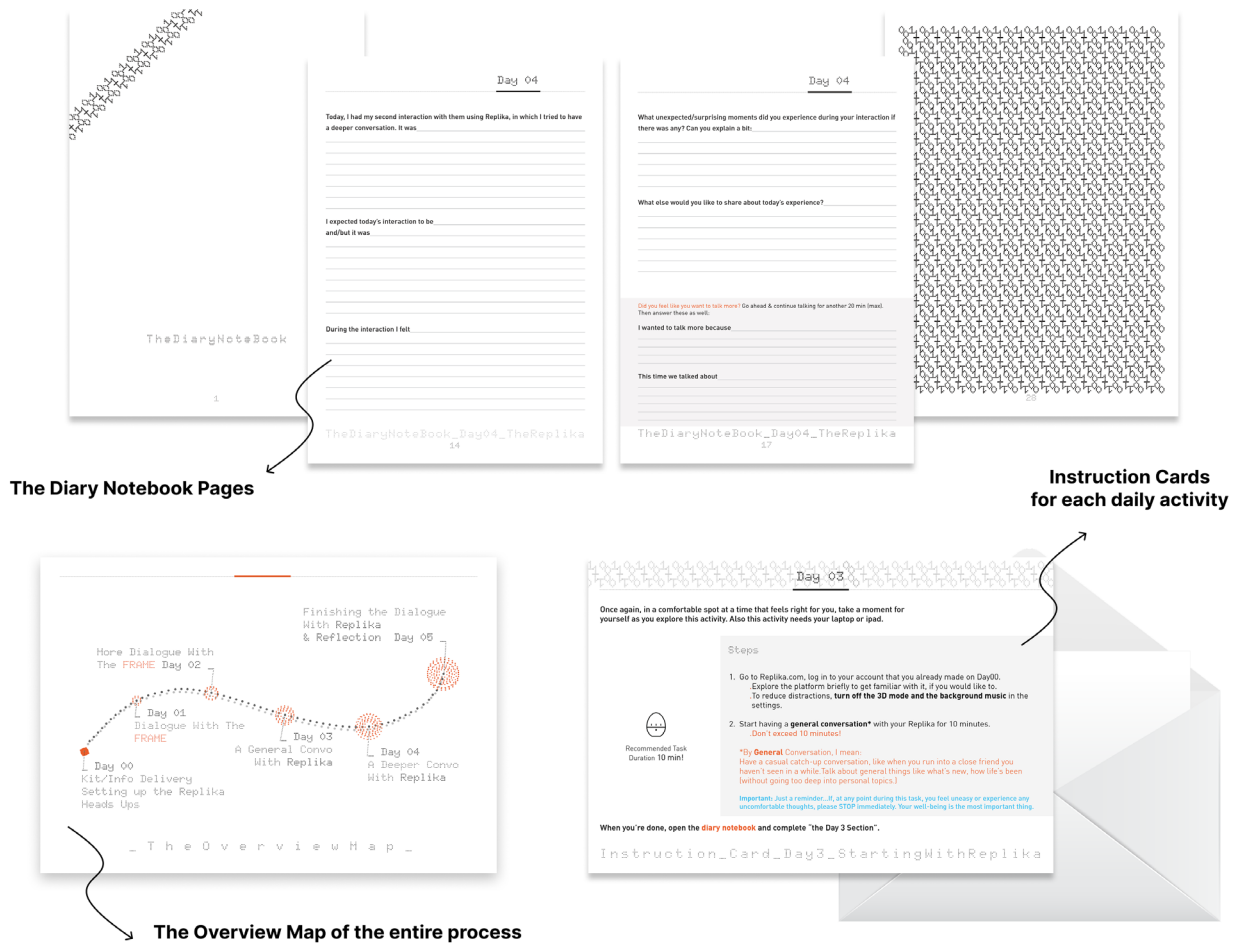 TheDiaryNoteBook
1
Day 04
Today, I had my second interaction with them using Replika, in which I tried to have
a deeper conversation. It was
I expected today's interaction to be
and/but it was
During the interaction I felt
TheDiaryNoteBook_Day04_TheReplika
14
Day 04
What unexpected/surprising moments did you experience during your interaction if
there was any? Can you explain a bit:
What else would you like to share about today's experience?
Did you feel like you want to talk more? Go ahead & continue talking for another 20 min (max).
Then answer these as well:
I wanted to talk more because
This time we talked about
TheDiaryNoteBook_Day04_TheReplika
17
20
The Diary Notebook Pages
Instruction Cards
for each daily activity
Finishing the Dialogue
With Replika
& Reflection Day 05
More Dialogue With
The FRAME Day 02
Day 01
Dialogue With The
FRAME
Day 03
A General Convo
With Replika
Day 04
A Deeper Convo
With Replika
Day 00
Kit/Info Delivery
Setting up the Replika
Heads Ups
_TheOverviewMap_
The Overview Map of the entire process
Day 03
Once again, in a comfortable spot at a time that feels right for you, take a moment for
yourself as you explore this activity. Also this activity needs your laptop or ipad.
Steps
1. Go to Replika.com, log in to your account that you already made on Day00.
.Explore the platform briefly to get familiar with it, if you would like to.
.To reduce distractions, turn off the 3D mode and the background music in the
settings.
2. Start having a general conversation* with your Replika for 10 minutes.
.Don't exceed 10 minutes!
*By General Conversation, I mean:
Have a casual catch-up conversation, like when you run into a close friend you
haven't seen in a while.Talk about general things like what's new, how life's been
(without going too deep into personal topics.)
Important: Just a reminder...If, at any point during this task, you feel uneasy or experience any
uncomfortable thoughts, please STOP immediately. Your well-being is the most important thing.
Recommended Task
Duration 10 min!
When you're done, open the diary notebook and complete "the Day 3 Section".
Instruction_Card_Day3_StartingWithReplika